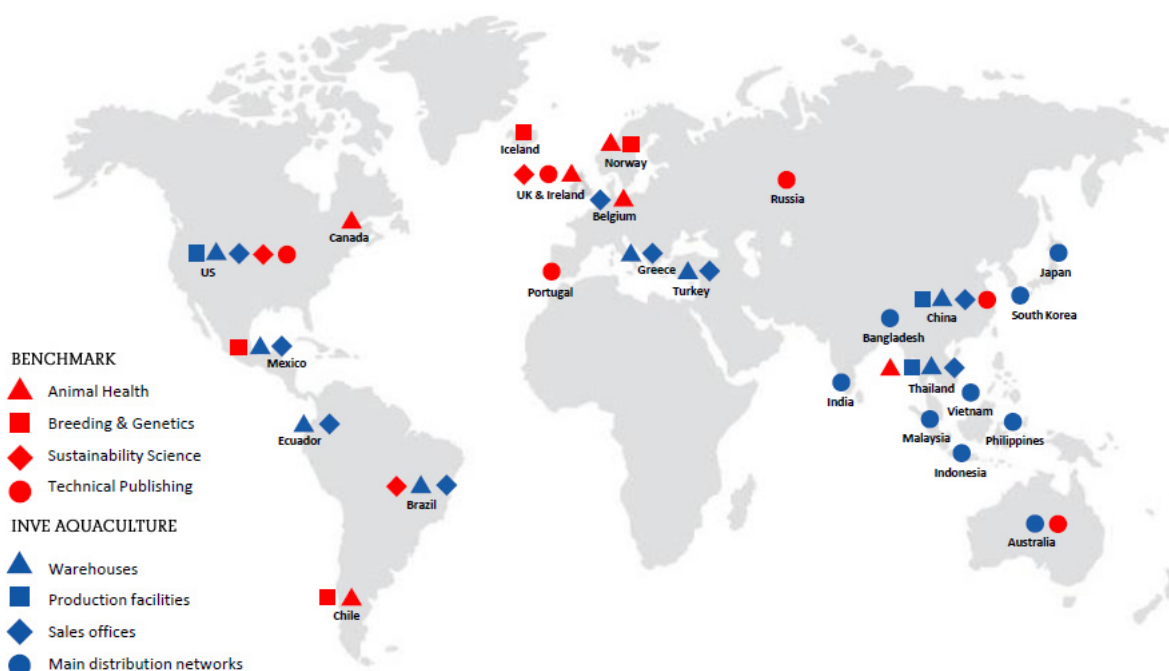 Iceland
Norway
UK & Ireland
Russia
Belgium
Canada
US
Greece
Japan
Portugal
Turkey
China
South Korea
Bangladesh
BENCHMARK
Mexico
Animal Health
Thailand
India
Vietnam
Breeding & Genetics
Ecuador
Malaysia
Philippines
Sustainability Science
Indonesia
Technical Publishing
Brazil
INVE AQUACULTURE
Australia
Warehouses
Production facilities
Chile
Sales offices
Main distribution networks